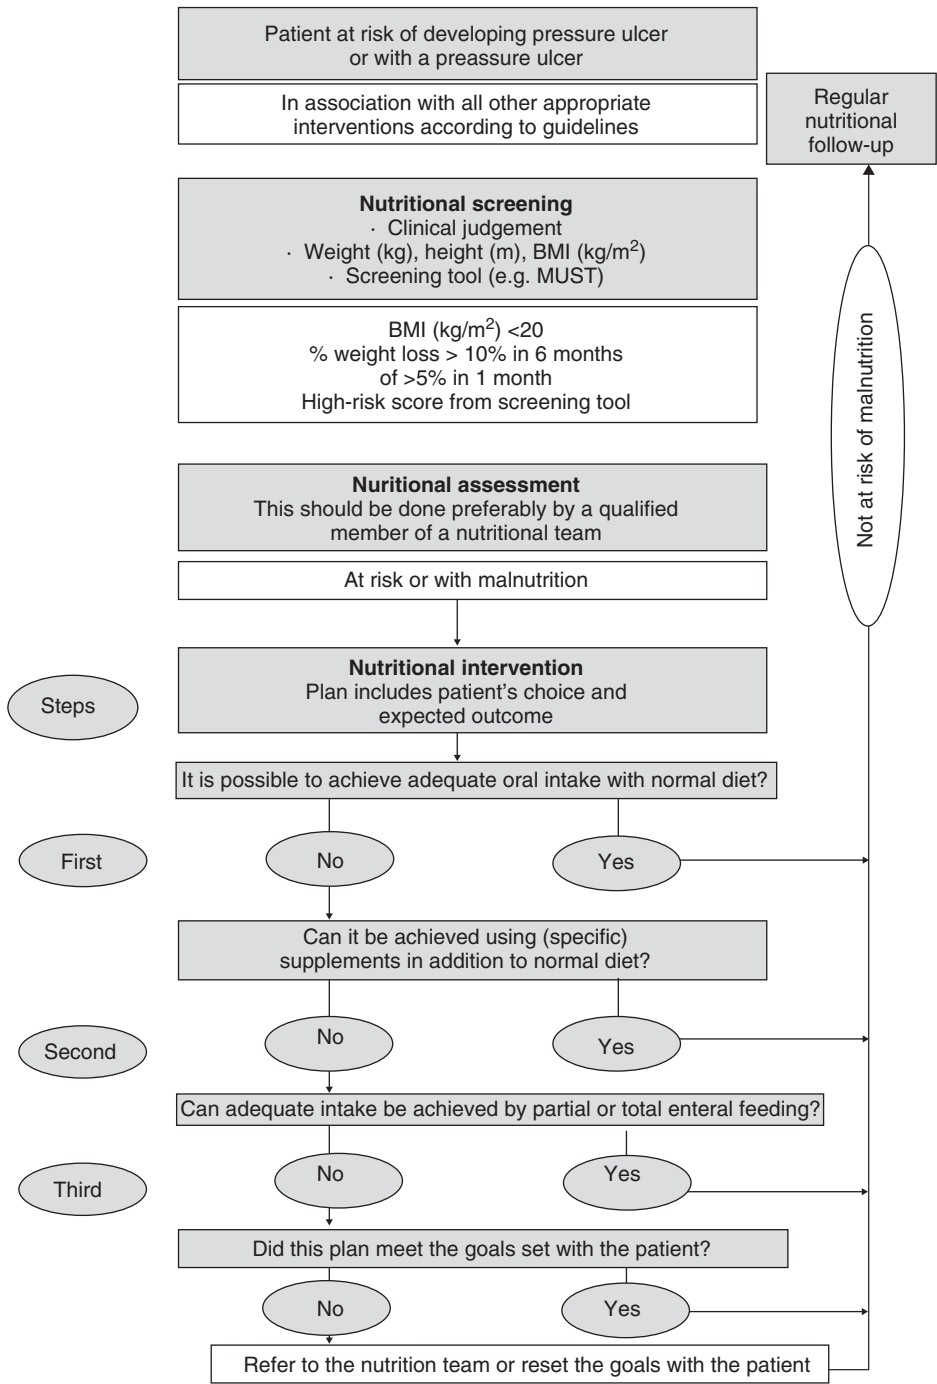 Patient at risk of developing pressure ulcer
or with a preassure ulcer
In association with all other appropriate
interventions according to guidelines
Regular
nutritional
follow-up
Nutritional screening
· Clinical judgement
· Weight (kg), height (m), BMI (kg/m²)
· Screening tool (e.g. MUST)
BMI (kg/m²) <20
% weight loss > 10% in 6 months
of >5% in 1 month
High-risk score from screening tool
Not at risk of malnutrition
Nuritional assessment
This should be done preferably by a qualified
member of a nutritional team
At risk or with malnutrition
Nutritional intervention
Plan includes patient’s choice and
expected outcome
Steps
It is possible to achieve adequate oral intake with normal diet?
First
No
Yes
Can it be achieved using (specific)
supplements in addition to normal diet?
Second
No
Yes
Can adequate intake be achieved by partial or total enteral feeding?
Third
No
Yes
Did this plan meet the goals set with the patient?
No
Yes
Refer to the nutrition team or reset the goals with the patient